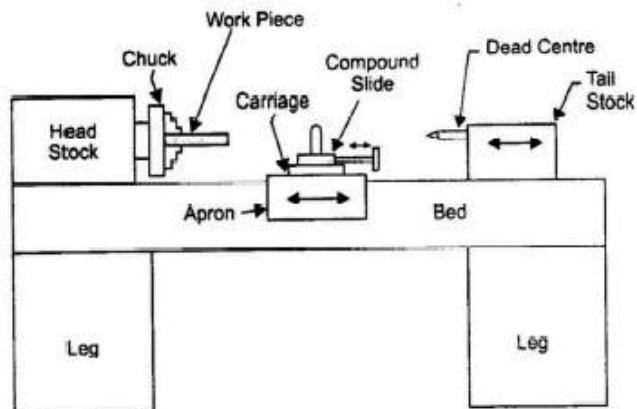 Work Piece
Chuck
Compound
Slide
Carriage
Dead Centre
Tail
Stock
Head
Stock
Apron
Bed
Leg
Leg